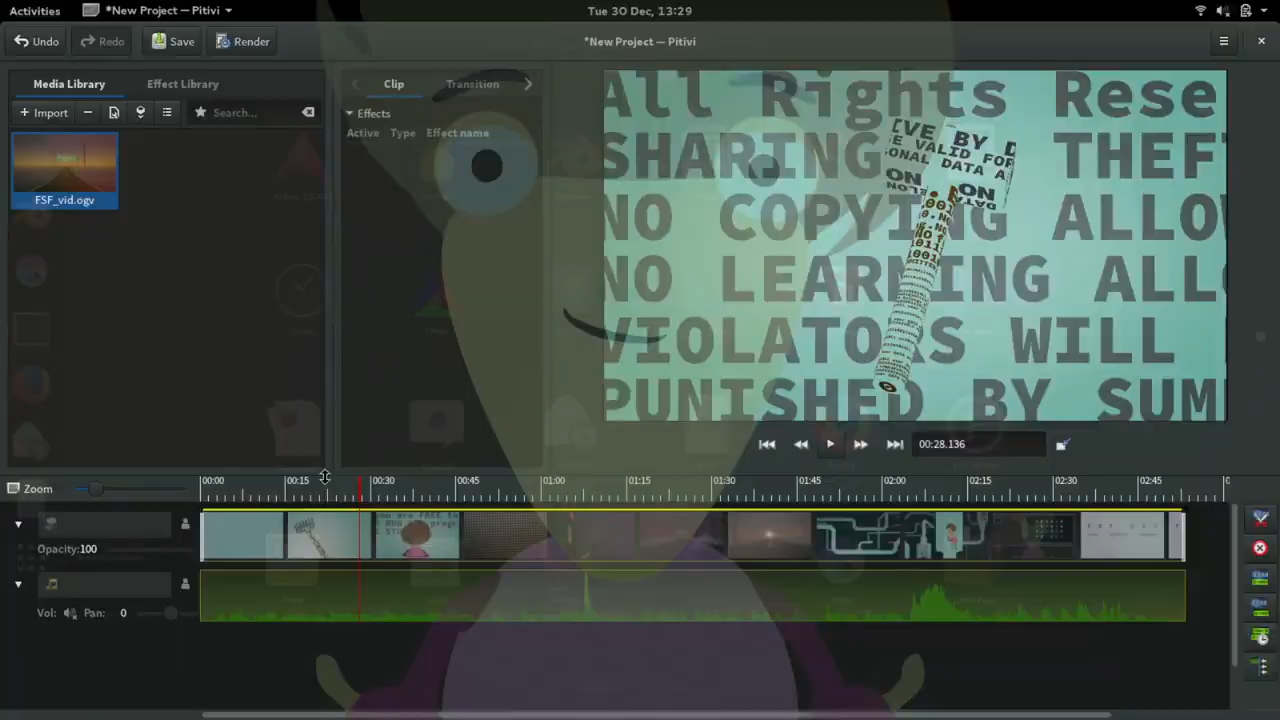 Activities *New Project — Pitivi Tue 30 Dec, 13:29
Undo Redo Save Render *New Project — Pitivi
Media Library Effect Library
Import Search...
FSF_vid.ogv
Clip Transition
Effects
Active Type Effect name
All Rights Rese
SHARING THEFT
NO COPYING ALLO
NO LEARNING ALL
VIOLATORS WILL
PUNISHED BY SUM
00:28.136
Zoom 00:00 00:15 00:30 00:45 01:00 01:15 01:30 01:45 02:00 02:15 02:30 02:45
Opacity:100
Vol: Pan: 0